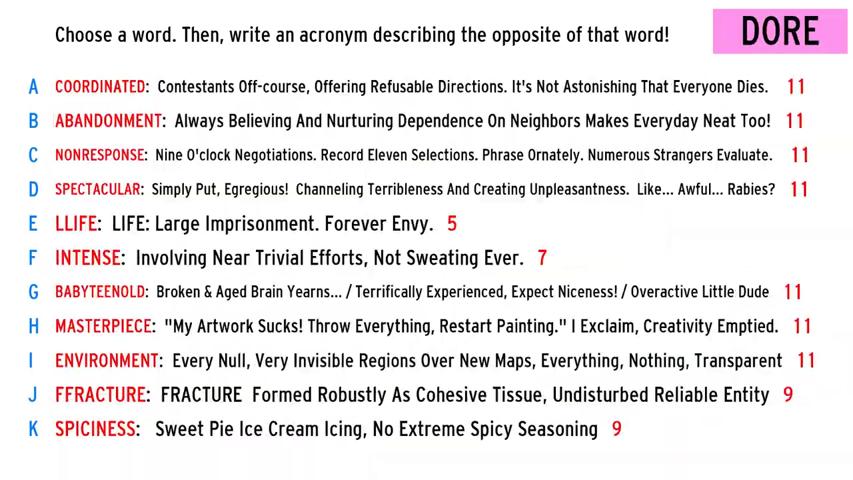 Choose a word. Then, write an acronym describing the opposite of that word!
DORE
A COORDINATED: Contestants Off-course, Offering Refusable Directions. It's Not Astonishing That Everyone Dies. 11
B ABANDONMENT: Always Believing And Nurturing Dependence On Neighbors Makes Everyday Neat Too! 11
C NONRESPONSE: Nine O'clock Negotiations. Record Eleven Selections. Phrase Ornately. Numerous Strangers Evaluate. 11
D SPECTACULAR: Simply Put, Egregious! Channeling Terribleness And Creating Unpleasantness. Like... Awful... Rabies? 11
E LLIFE: LIFE: Large Imprisonment. Forever Envy. 5
F INTENSE: Involving Near Trivial Efforts, Not Sweating Ever. 7
G BABYTEENOLD: Broken & Aged Brain Yearns... / Terrifically Experienced, Expect Niceness! / Overactive Little Dude 11
H MASTERPIECE: "My Artwork Sucks! Throw Everything, Restart Painting." I Exclaim, Creativity Emptied. 11
I ENVIRONMENT: Every Null, Very Invisible Regions Over New Maps, Everything, Nothing, Transparent 11
J FFRACTURE: FRACTURE Formed Robustly As Cohesive Tissue, Undisturbed Reliable Entity 9
K SPICINESS: Sweet Pie Ice Cream Icing, No Extreme Spicy Seasoning 9